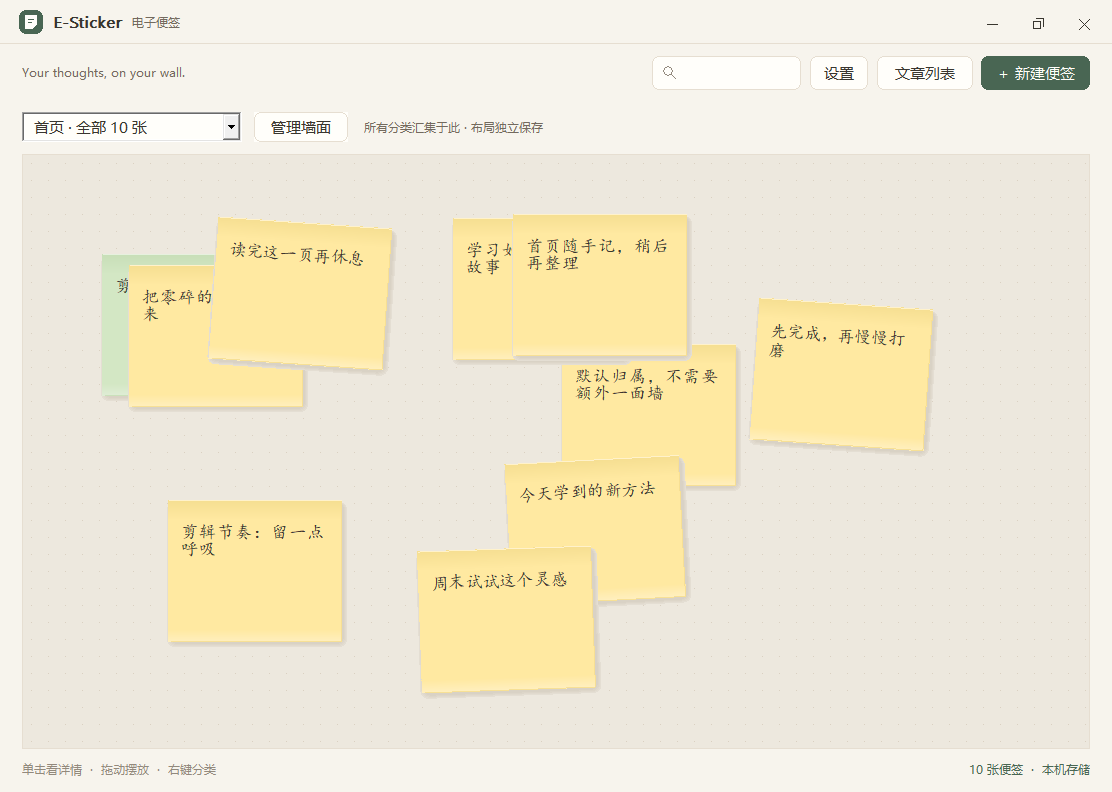 E-Sticker 电子便签
Your thoughts, on your wall.
设置
文章列表
+ 新建便签
首页 · 全部 10 张
管理墙面
所有分类汇集于此 · 布局独立保存
剪
把零碎的
来
读完这一页再休息
学习
故事
首页随手记，稍后
再整理
默认归属，不需要
额外一面墙
先完成，再慢慢打
磨
今天学到的新方法
剪辑节奏：留一点
呼吸
周末试试这个灵感
单击看详情 · 拖动摆放 · 右键分类
10 张便签 · 本机存储